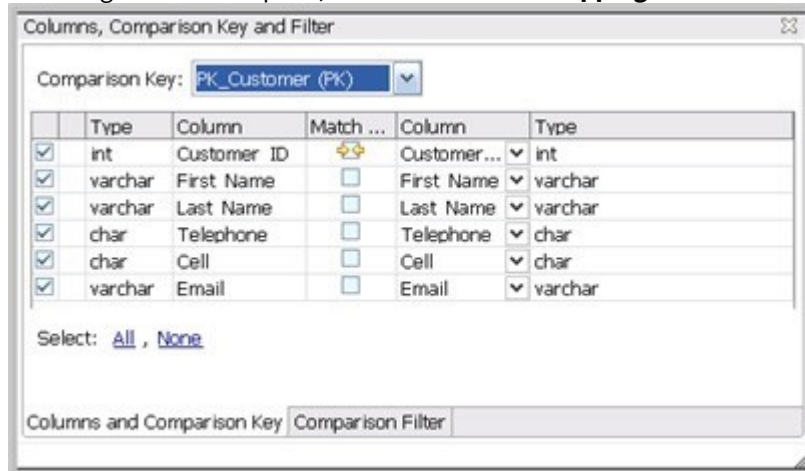 Columns, Comparison Key and Filter
Comparison Key: PK_Customer (PK)
Type Column Match ... Column Type
int Customer ID Customer... int
varchar First Name First Name varchar
varchar Last Name Last Name varchar
char Telephone Telephone char
char Cell Cell char
varchar Email Email varchar
Select: All , None
Columns and Comparison Key Comparison Filter